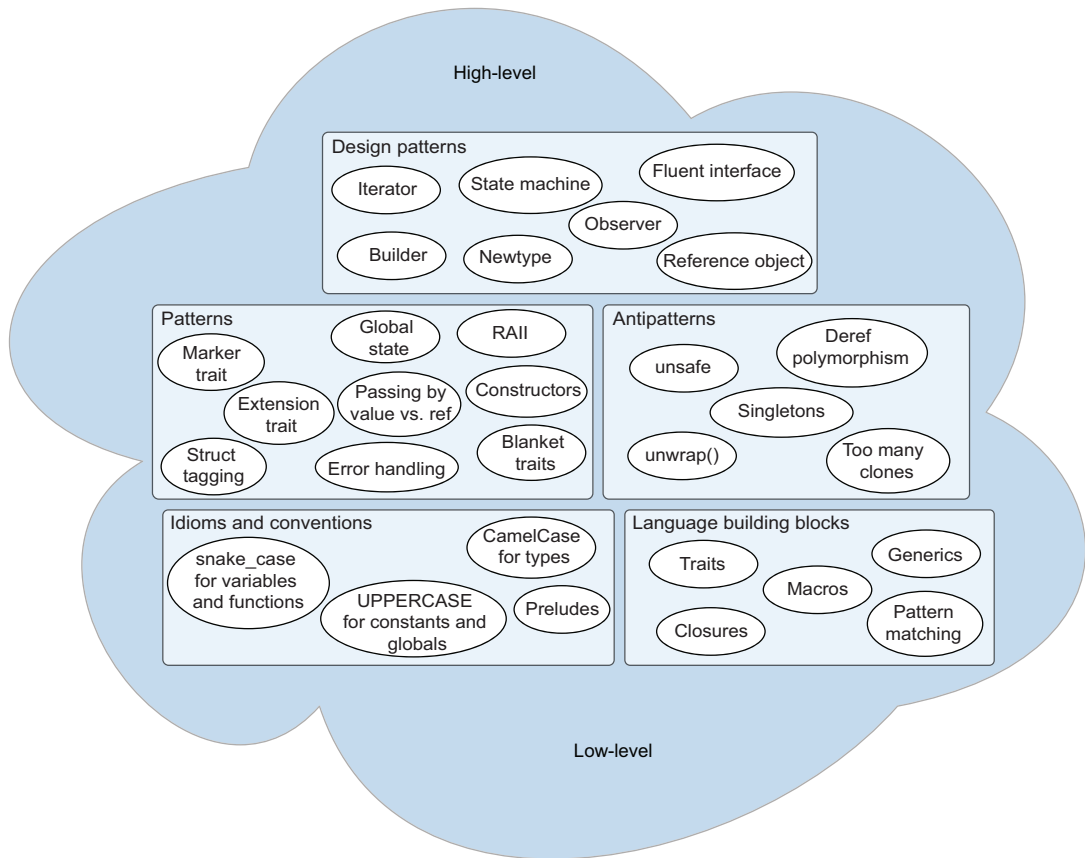 High-level
Design patterns
Iterator
State machine
Fluent interface
Observer
Builder
Newtype
Reference object
Patterns
Marker
trait
Global
state
RAII
Extension
trait
Passing by
value vs. ref
Constructors
Struct
tagging
Error handling
Blanket
traits
Antipatterns
unsafe
Deref
polymorphism
Singletons
unwrap()
Too many
clones
Idioms and conventions
snake_case
for variables
and functions
CamelCase
for types
UPPERCASE
for constants and
globals
Preludes
Language building blocks
Traits
Generics
Macros
Closures
Pattern
matching
Low-level